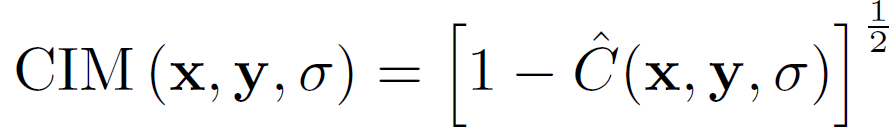 CIM (𝐱, 𝐲, σ) = [1 − Ĉ(𝐱, 𝐲, σ)]^{1/2}